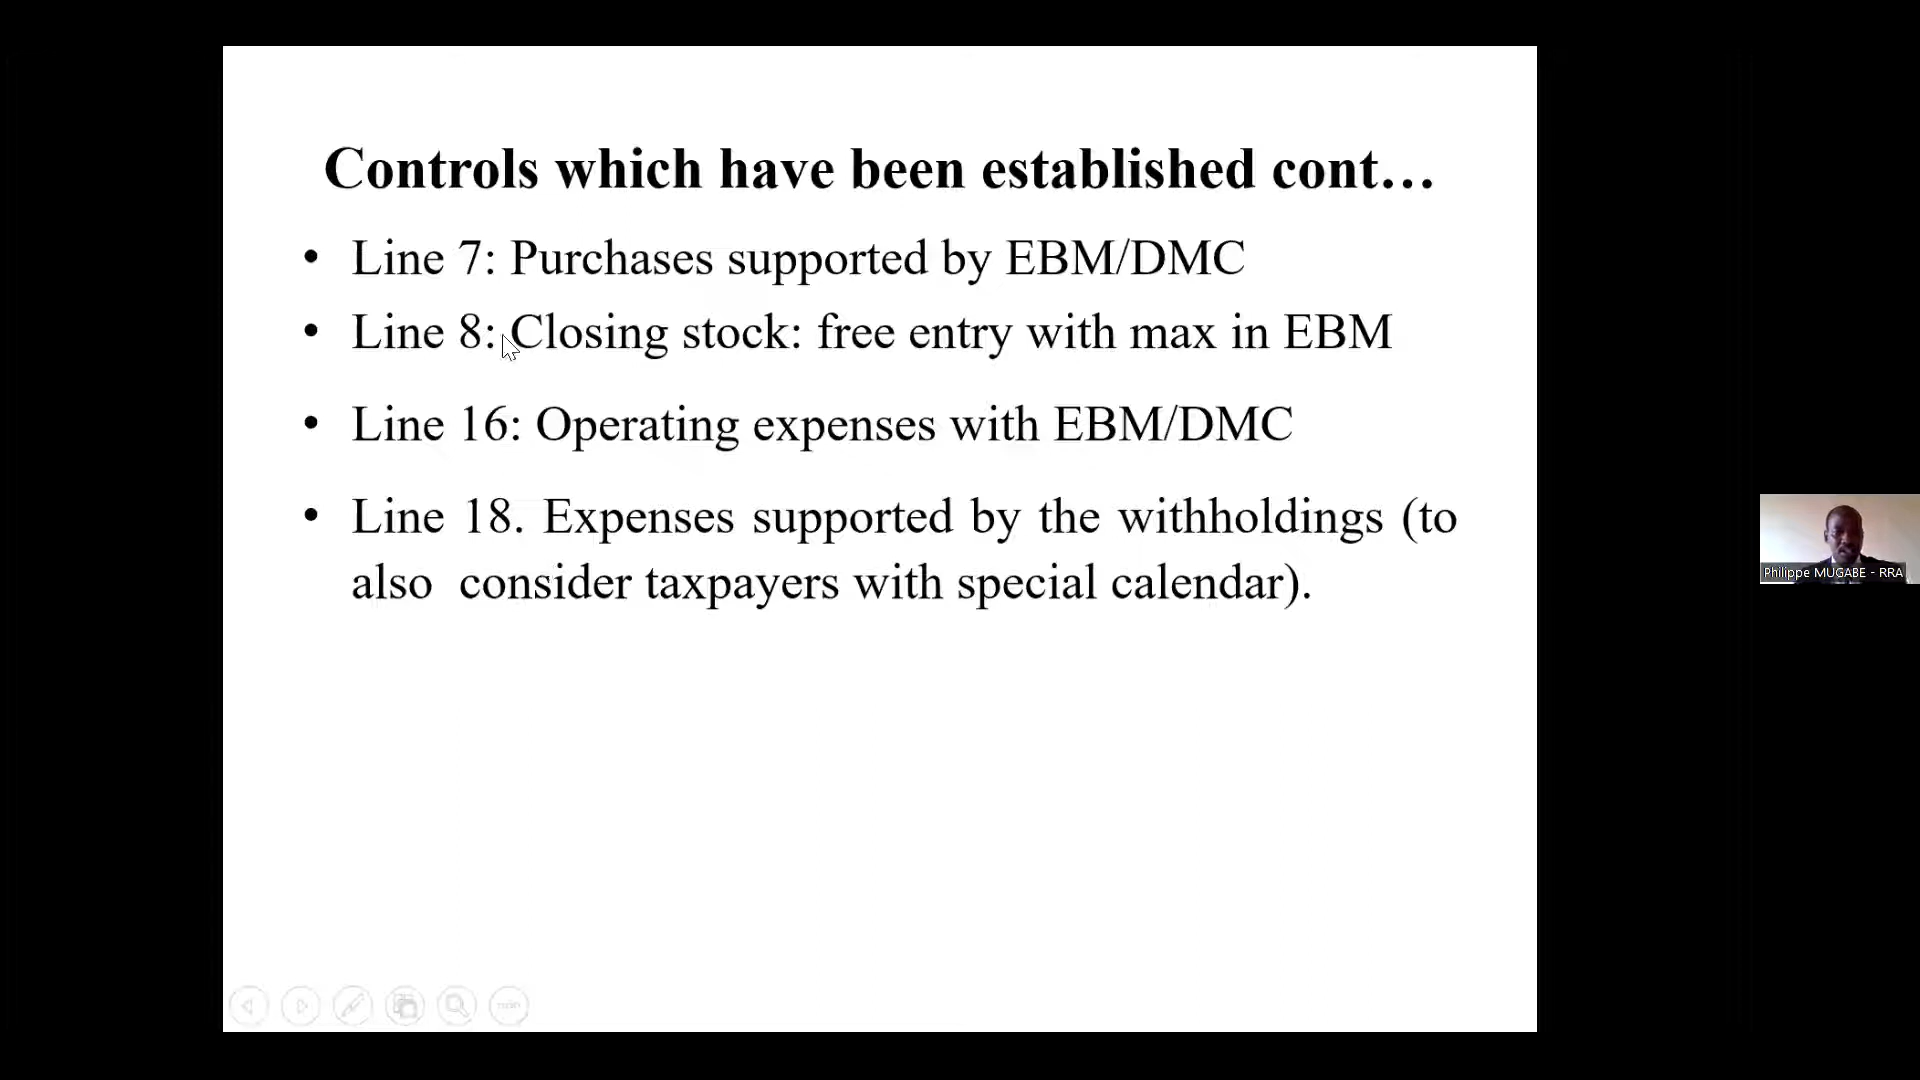 Controls which have been established cont…
• Line 7: Purchases supported by EBM/DMC
• Line 8: Closing stock: free entry with max in EBM
• Line 16: Operating expenses with EBM/DMC
• Line 18. Expenses supported by the withholdings (to
also consider taxpayers with special calendar).
Philippe MUGABE - RRA